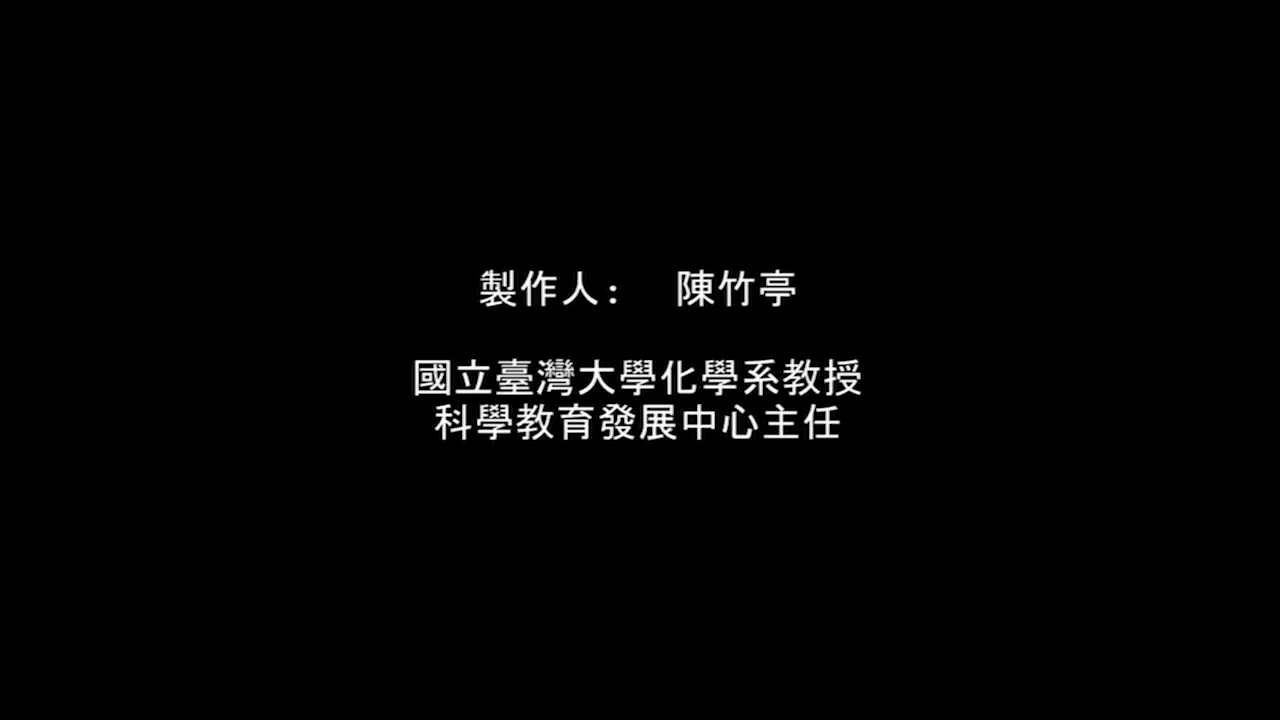 製作人： 陳竹亭
國立臺灣大學化學系教授
科學教育發展中心主任